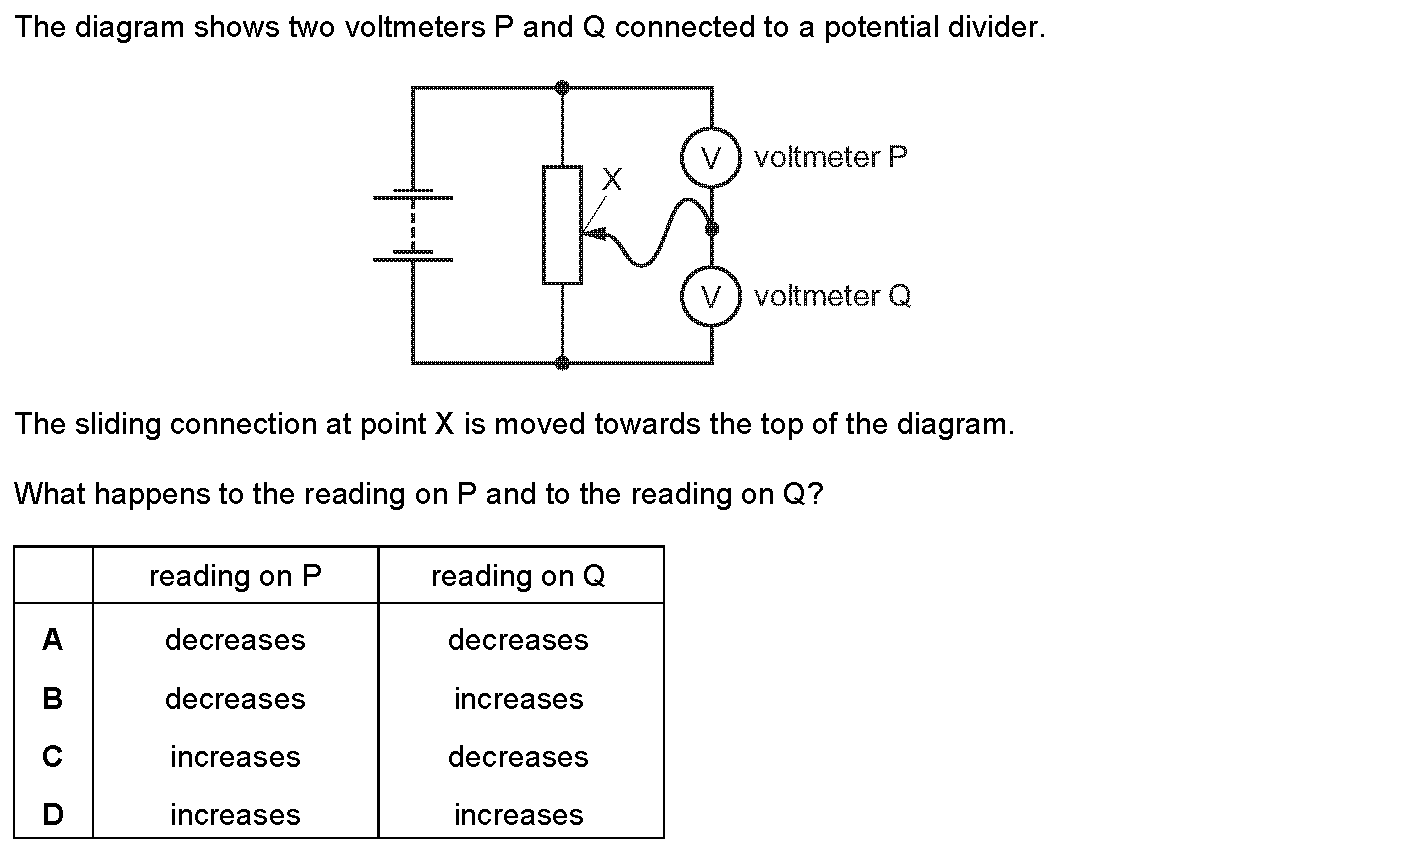 The diagram shows two voltmeters P and Q connected to a potential divider.
V voltmeter P
X
V voltmeter Q
The sliding connection at point X is moved towards the top of the diagram.
What happens to the reading on P and to the reading on Q?
reading on P reading on Q
A decreases decreases
B decreases increases
C increases decreases
D increases increases